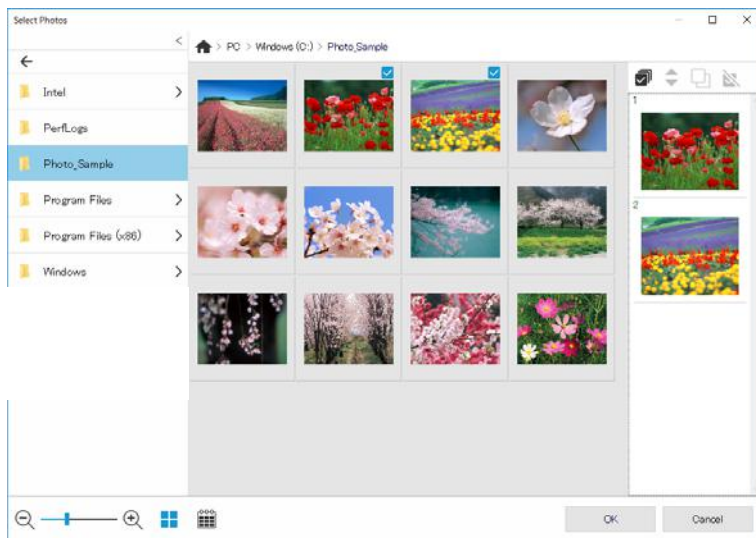 Select Photos
<
PC > Windows (C:) > Photo_Sample
Intel
PerfLogs
Photo_Sample
Program Files
Program Files (x86)
Windows
1
2
OK
Cancel